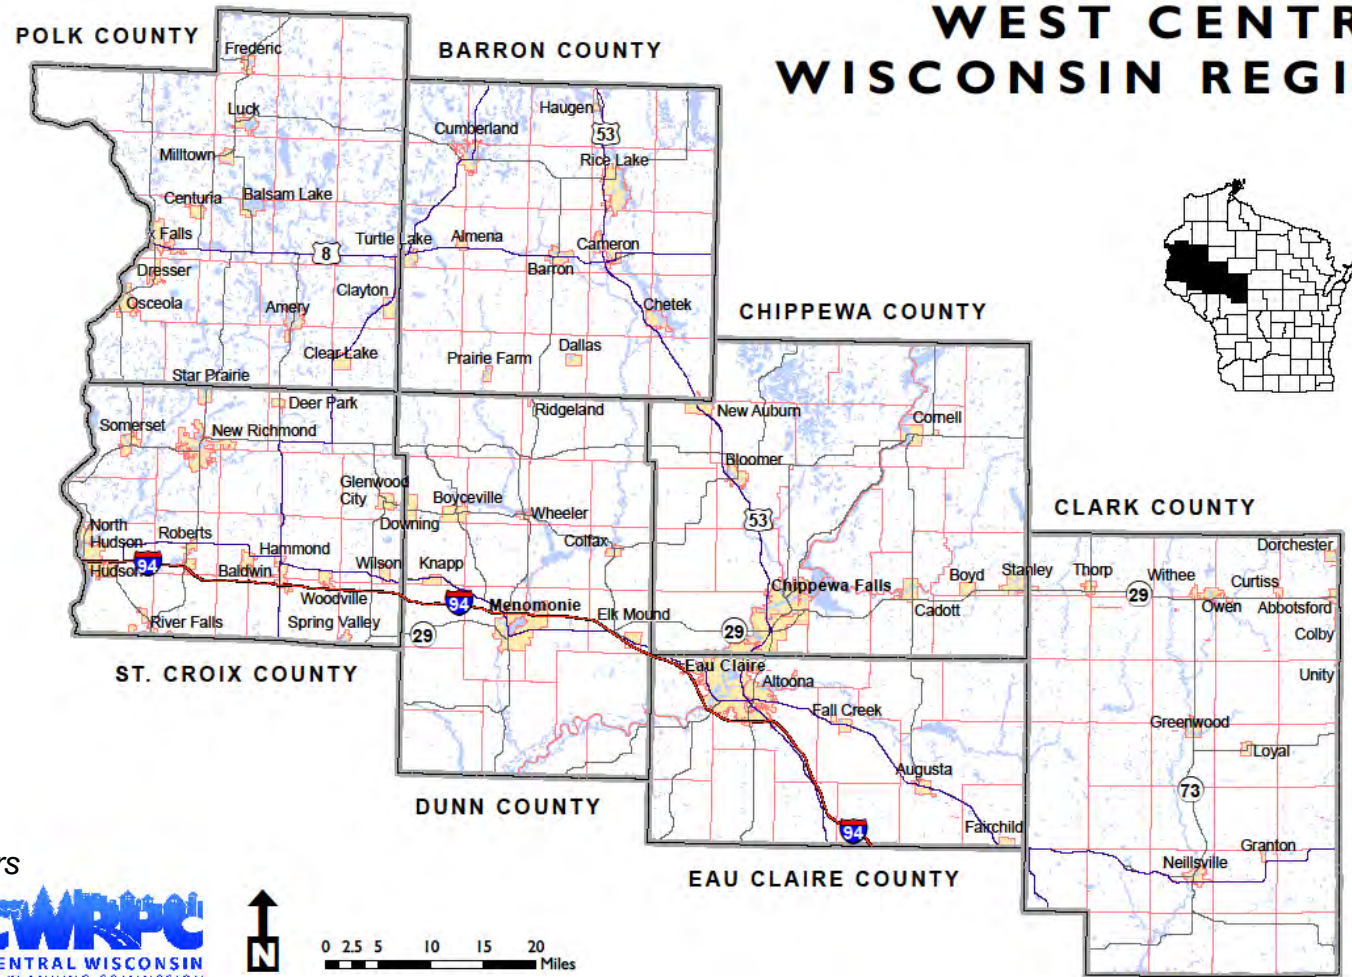 WEST CENTR
WISCONSIN REGI
POLK COUNTY
BARRON COUNTY
Frederic
Luck
Milltown
Centuria
Balsam Lake
Falls
Dresser
Osceola
8
Turtle Lake
Clayton
Amery
Clear Lake
Star Prairie
Haugen
53
Cumberland
Rice Lake
Almena
Cameron
Barron
Chetek
Dallas
Prairie Farm
CHIPPEWA COUNTY
New Auburn
Cornell
Bloomer
53
Chippewa Falls
Boyd
Stanley
Cadott
29
Deer Park
Somerset
New Richmond
Glenwood
City
North
Hudson
Roberts
Hammond
Hudson
94
Baldwin
Wilson
Woodville
River Falls
Spring Valley
ST. CROIX COUNTY
Ridgeland
Boyceville
Wheeler
Downing
Colfax
Knapp
94
Menomonie
Elk Mound
29
DUNN COUNTY
Eau Claire
Altoona
Fall Creek
Augusta
Fairchild
94
EAU CLAIRE COUNTY
CLARK COUNTY
Dorchester
Thorp
Withee
Curtiss
29
Owen
Abbotsford
Colby
Unity
Greenwood
Loyal
73
Granton
Neillsville
rs
CWRPC
ENTRAL WISCONSIN
N
0 2.5 5 10 15 20
Miles